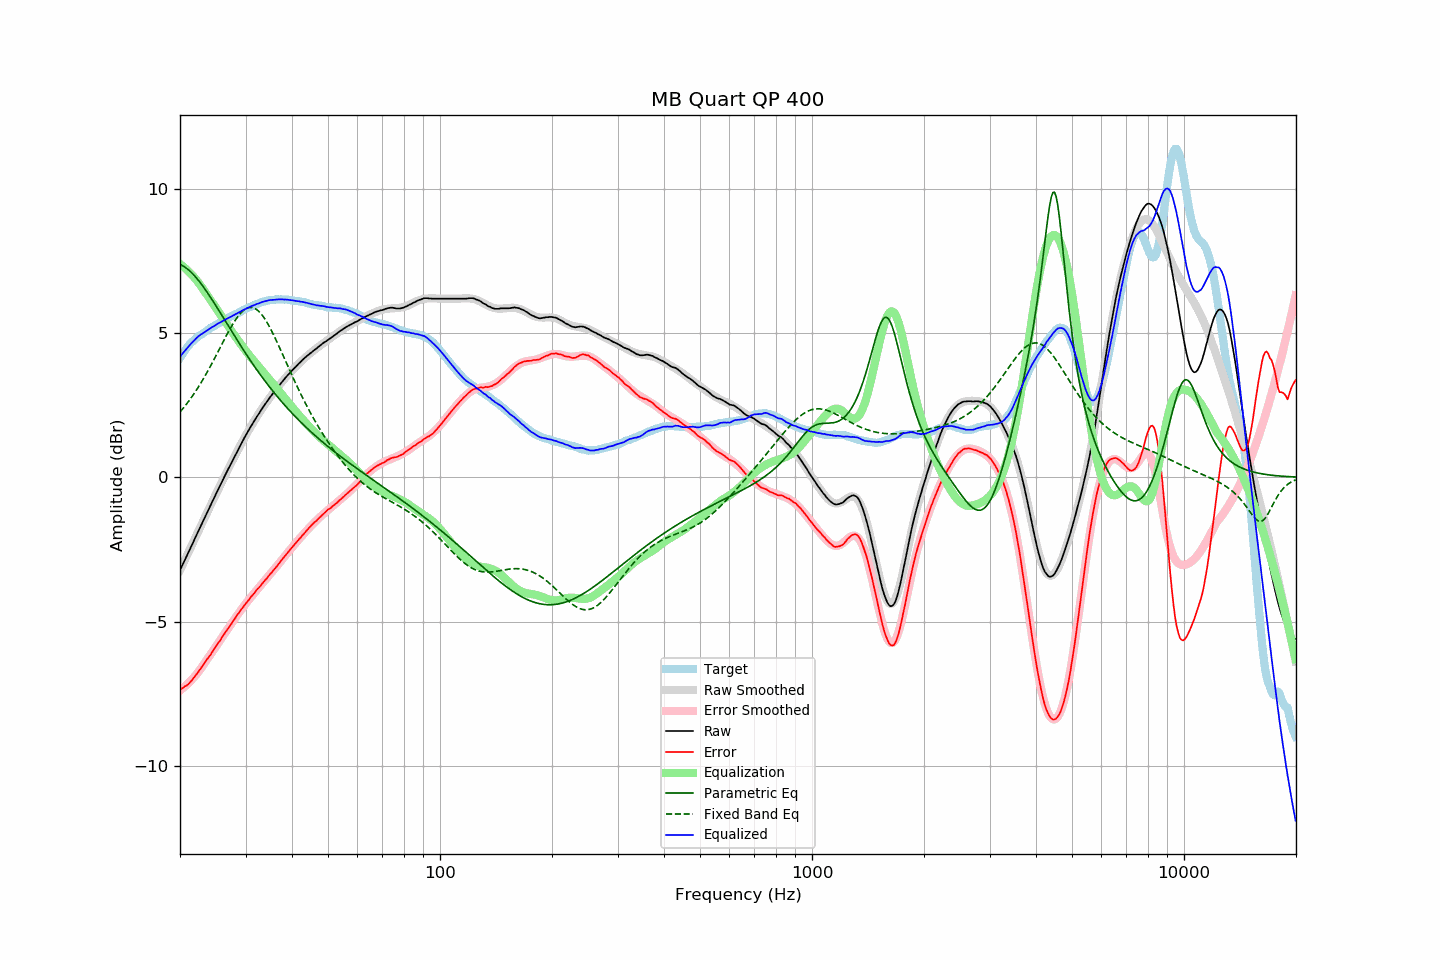 MB Quart QP 400
Amplitude (dBr)
10
5
0
−5
−10
Target
Raw Smoothed
Error Smoothed
Raw
Error
Equalization
Parametric Eq
Fixed Band Eq
Equalized
100
1000
10000
Frequency (Hz)